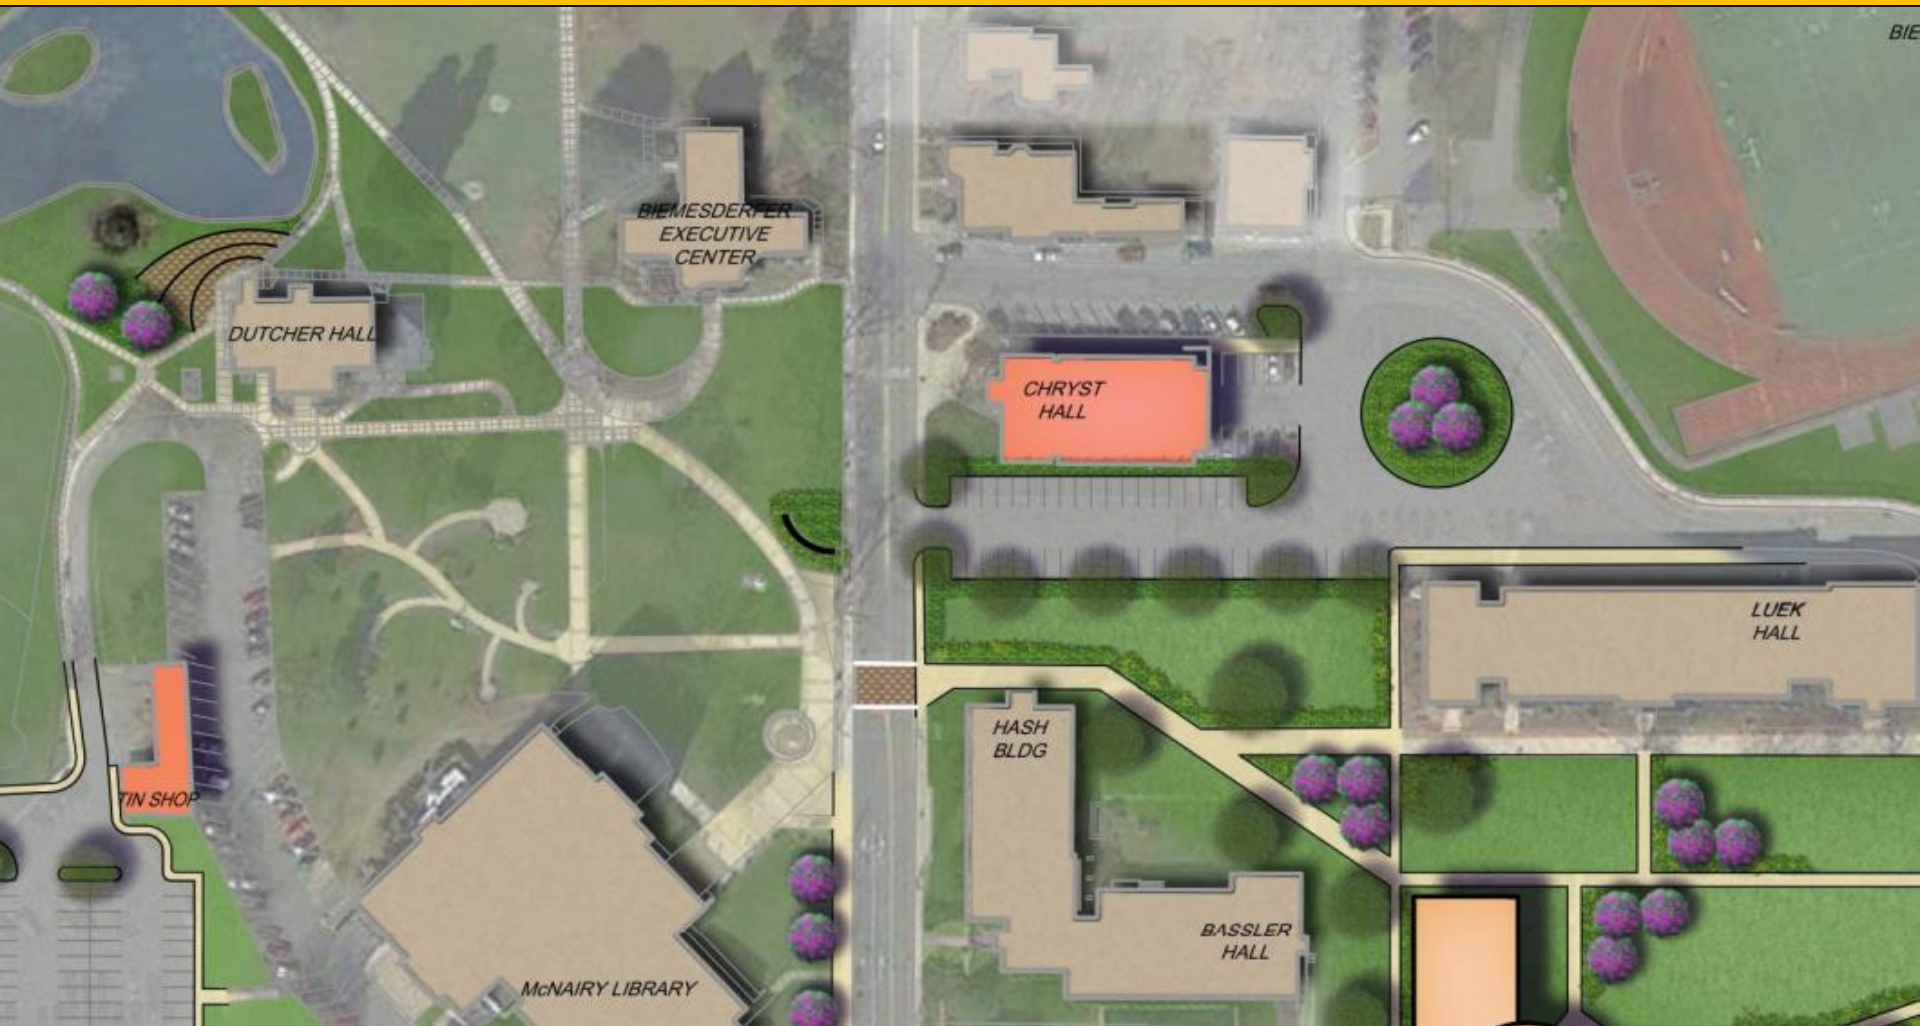 BIE
BIEMESDERFER
EXECUTIVE
CENTER
DUTCHER HALL
CHRYST
HALL
LUEK
HALL
HASH
BLDG
TIN SHOP
BASSLER
HALL
McNAIRY LIBRARY